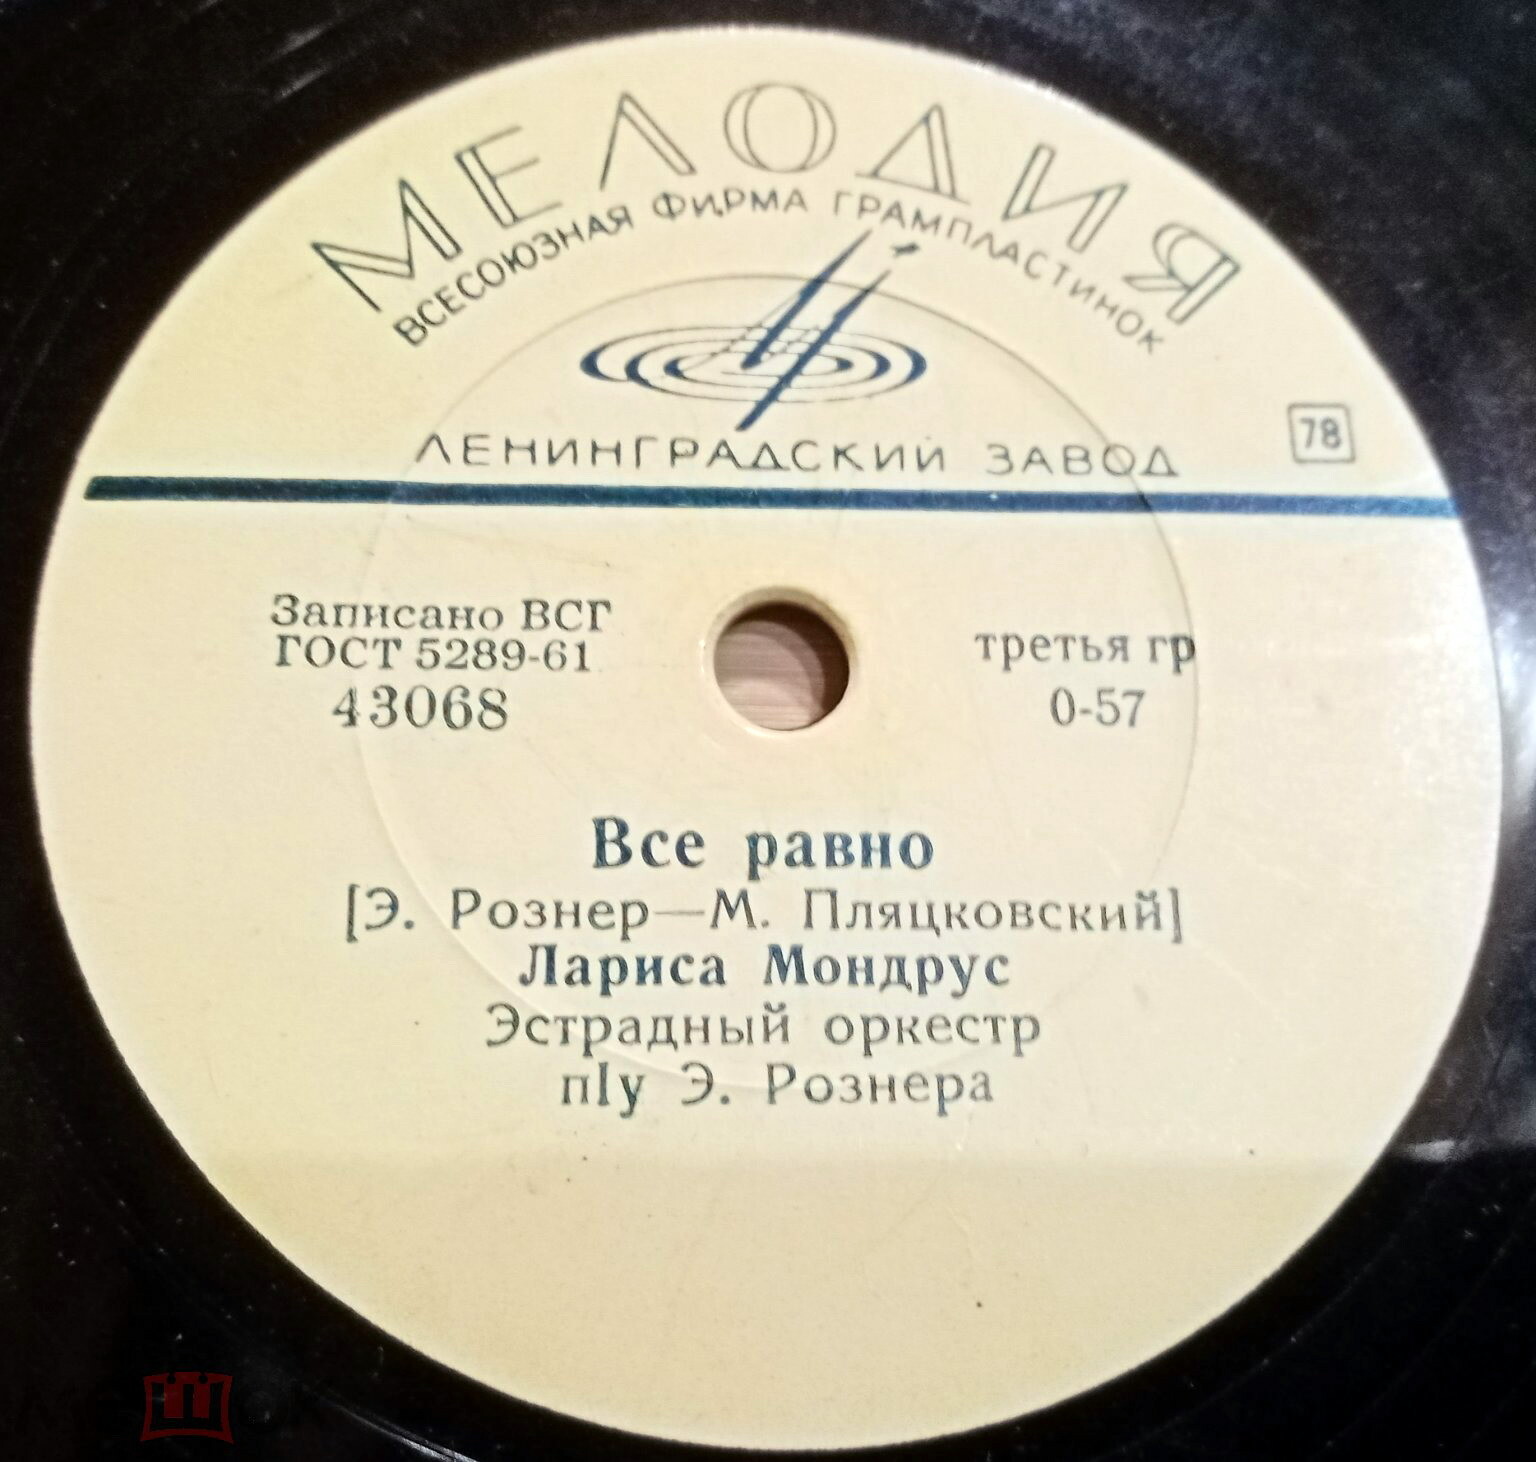 МЕЛОДИЯ
ВСЕСОЮЗНАЯ ФИРМА ГРАМПЛАСТИНОК
ЛЕНИНГРАДСКИЙ ЗАВОД
78
Записано ВСГ
ГОСТ 5289-61
43068
третья гр
0-57
Все равно
[Э. Рознер—М. Пляцковский]
Лариса Мондрус
Эстрадный оркестр
п/у Э. Рознера